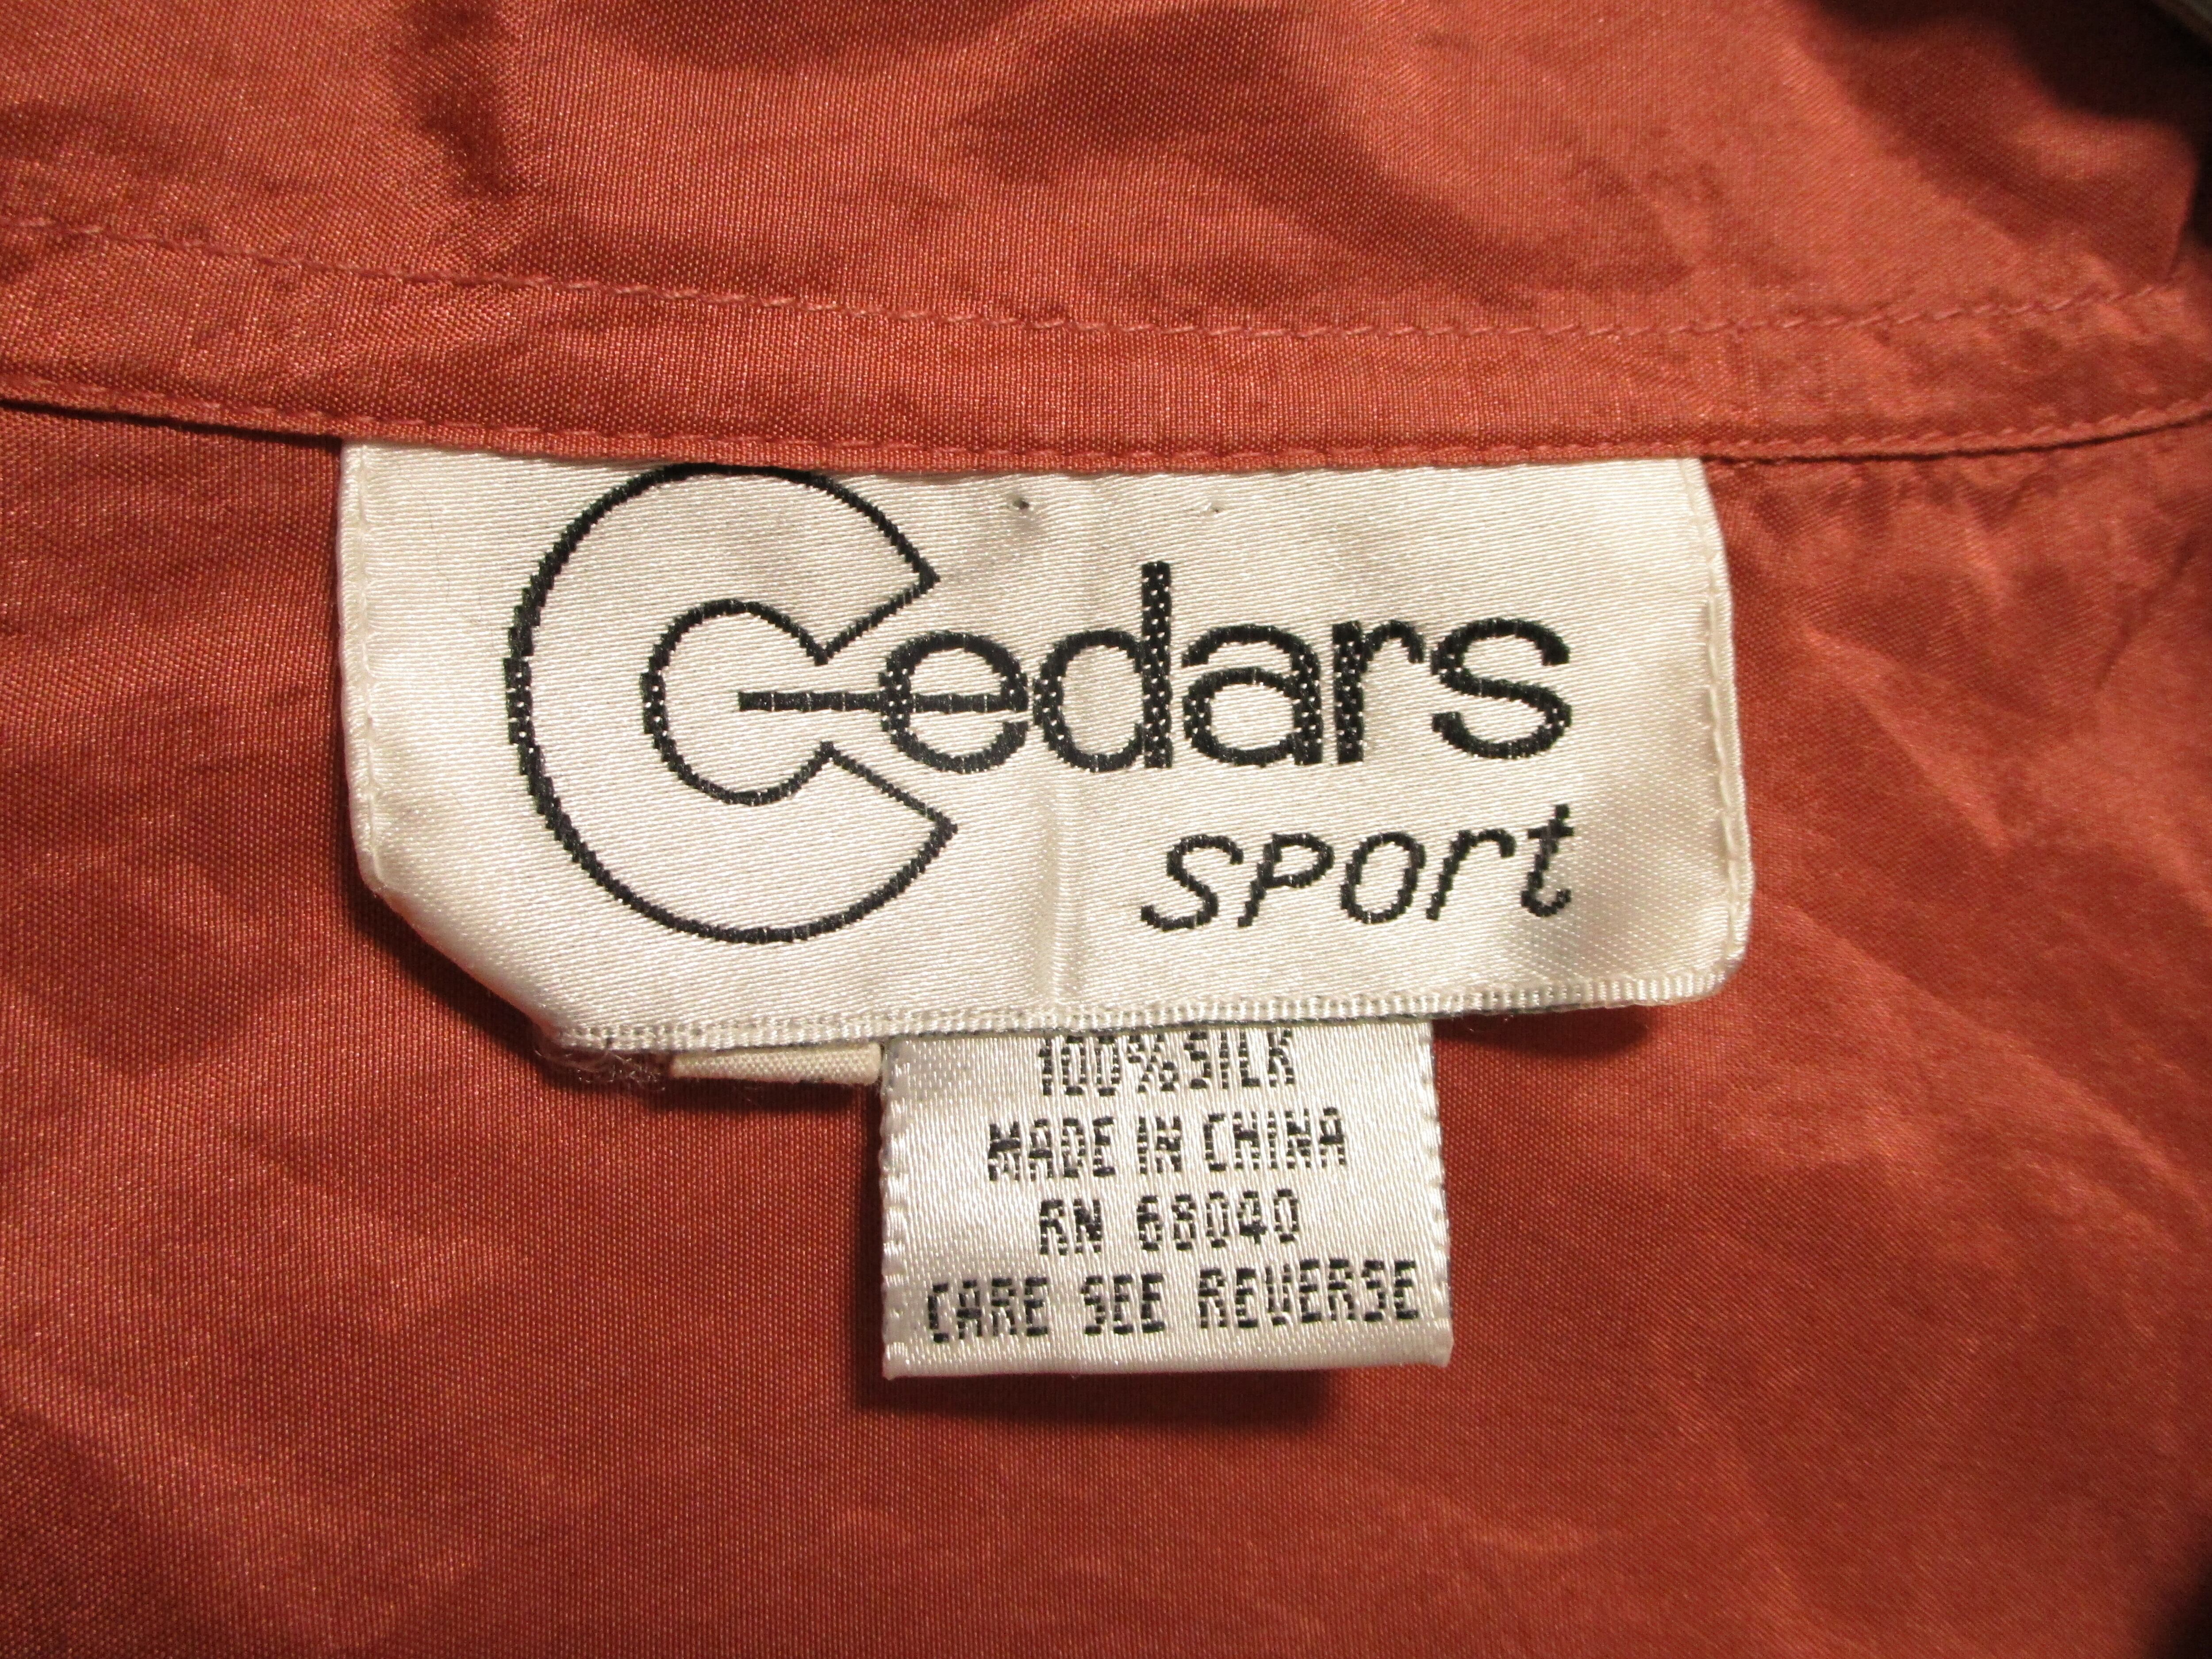 Cedars
sport
100% SILK
MADE IN CHINA
RN 68040
CARE SEE REVERSE